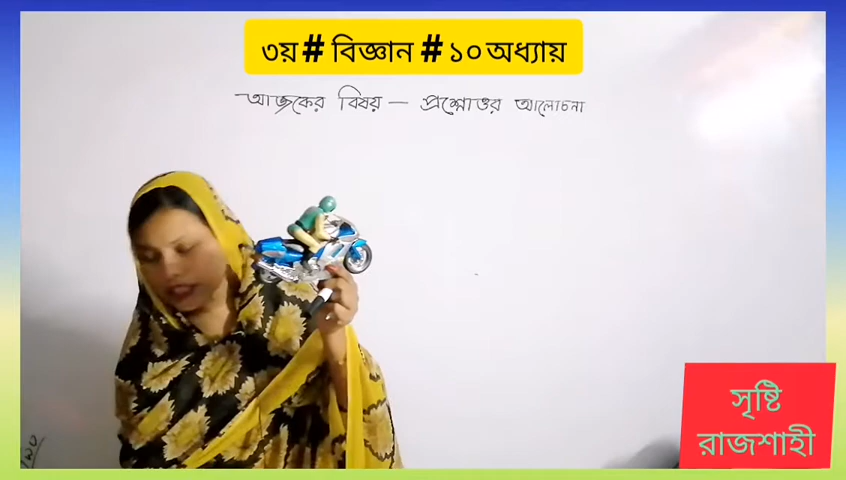 ৩য় # বিজ্ঞান # ১০ অধ্যায়
আজকের বিষয় — প্রশ্নোত্তর আলোচনা
সৃষ্টি
রাজশাহী